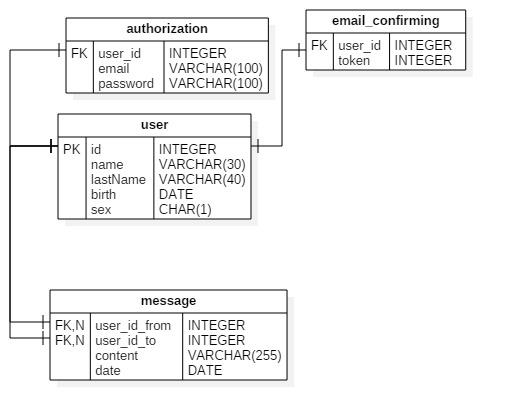 authorization
FK user_id INTEGER
email VARCHAR(100)
password VARCHAR(100)
email_confirming
FK user_id INTEGER
token INTEGER
user
PK id INTEGER
name VARCHAR(30)
lastName VARCHAR(40)
birth DATE
sex CHAR(1)
message
FK,N user_id_from INTEGER
FK,N user_id_to INTEGER
content VARCHAR(255)
date DATE